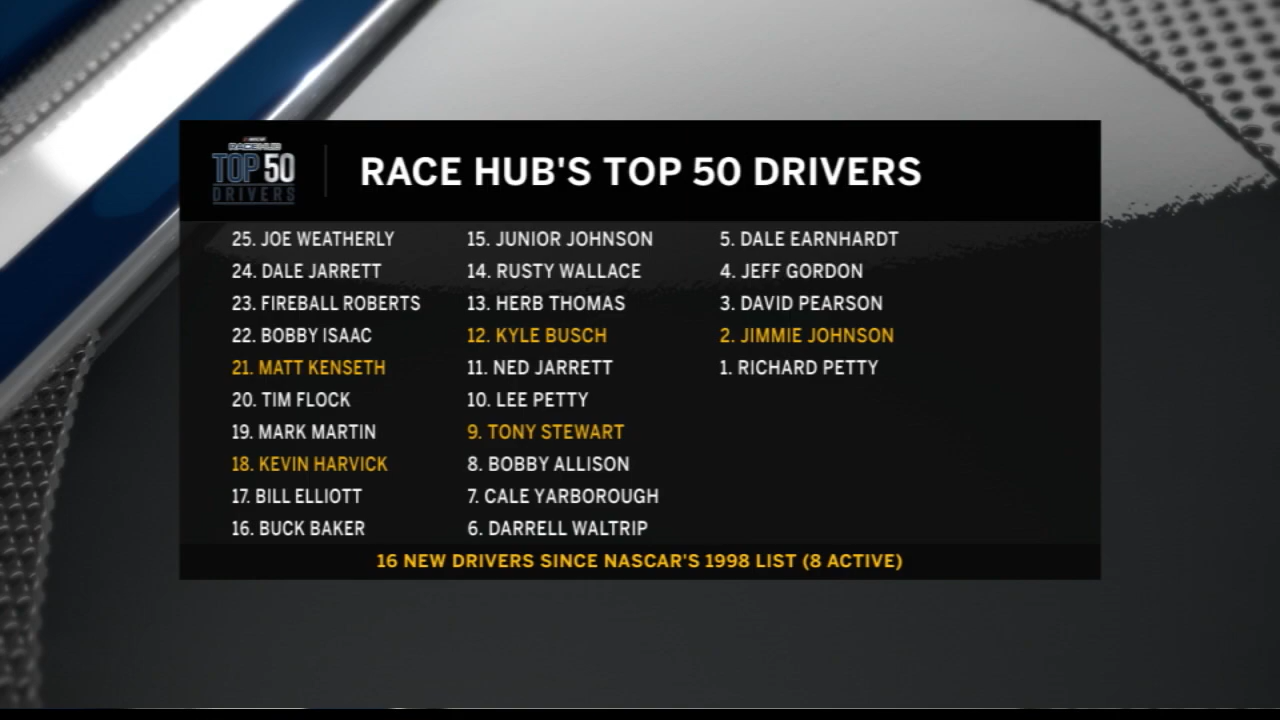 NASCAR
RACE HUB
TOP 50
DRIVERS
RACE HUB'S TOP 50 DRIVERS
25. JOE WEATHERLY
24. DALE JARRETT
23. FIREBALL ROBERTS
22. BOBBY ISAAC
21. MATT KENSETH
20. TIM FLOCK
19. MARK MARTIN
18. KEVIN HARVICK
17. BILL ELLIOTT
16. BUCK BAKER
15. JUNIOR JOHNSON
14. RUSTY WALLACE
13. HERB THOMAS
12. KYLE BUSCH
11. NED JARRETT
10. LEE PETTY
9. TONY STEWART
8. BOBBY ALLISON
7. CALE YARBOROUGH
6. DARRELL WALTRIP
5. DALE EARNHARDT
4. JEFF GORDON
3. DAVID PEARSON
2. JIMMIE JOHNSON
1. RICHARD PETTY
16 NEW DRIVERS SINCE NASCAR'S 1998 LIST (8 ACTIVE)